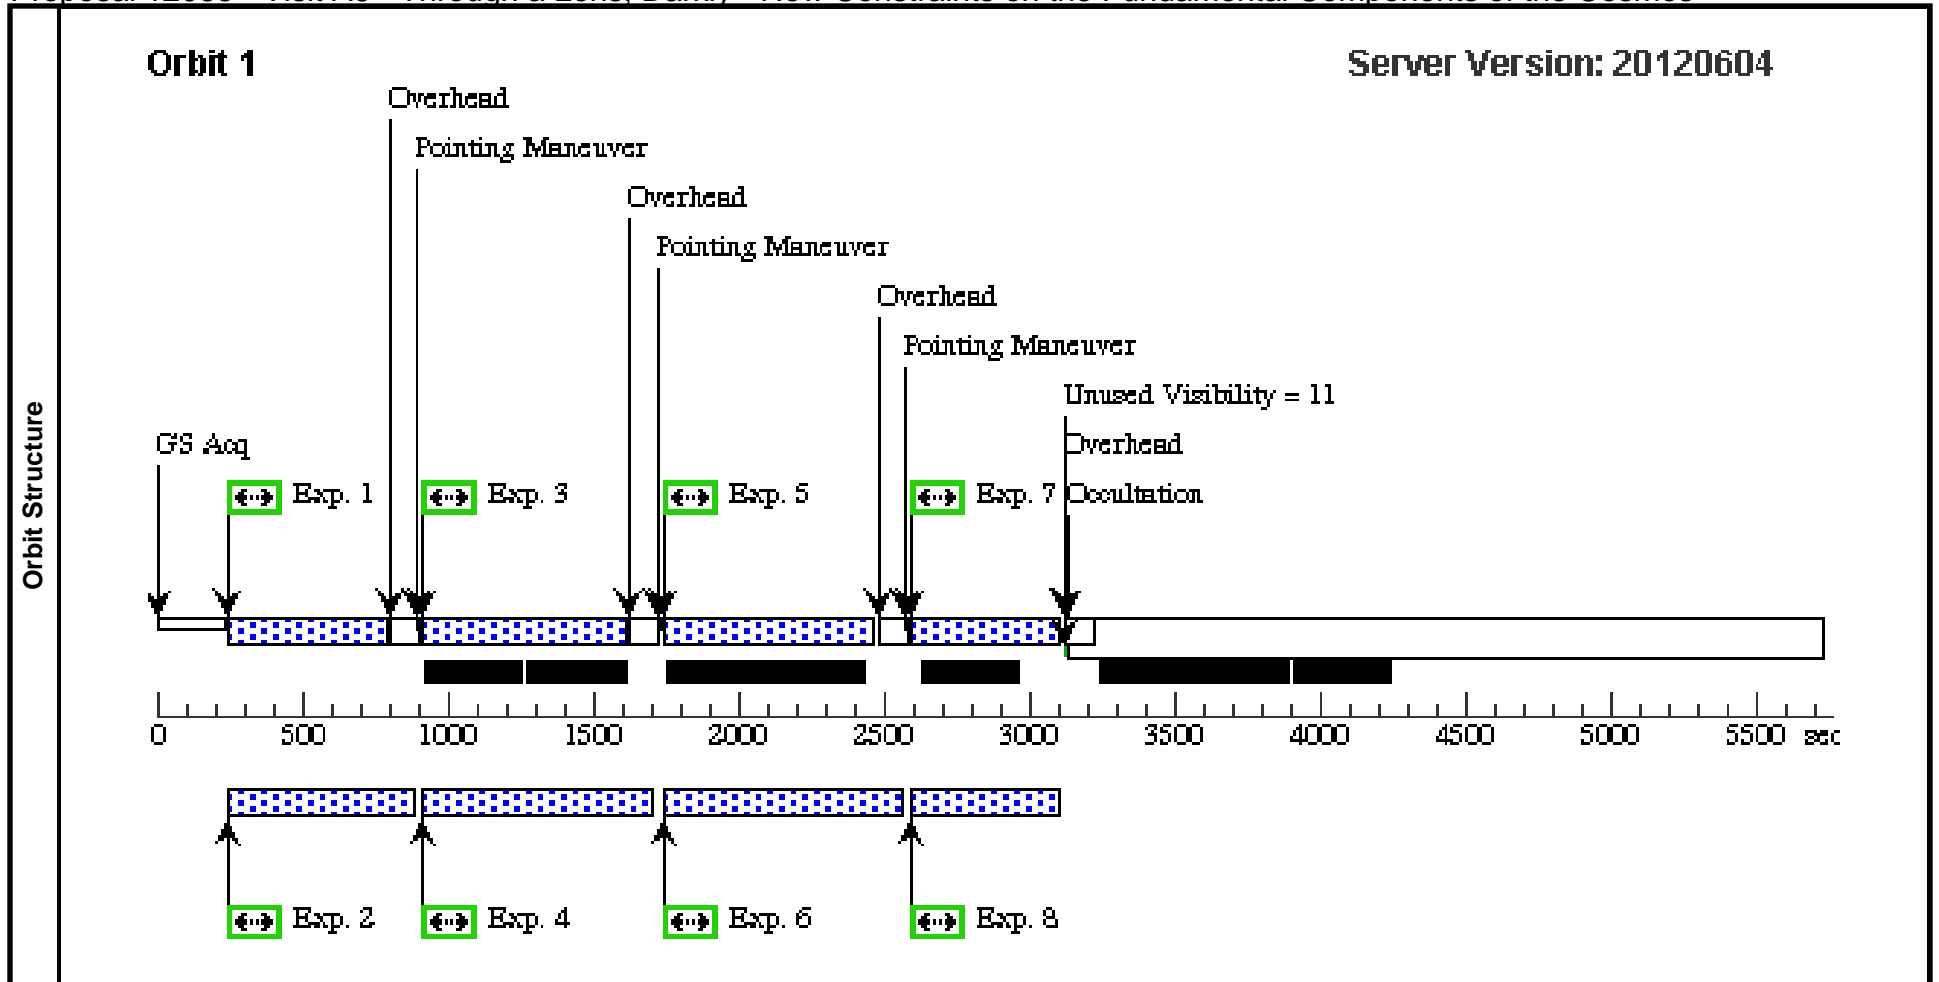 Orbit 1
Server Version: 20120604
Overhead
Pointing Maneuver
Overhead
Pointing Maneuver
Overhead
Pointing Maneuver
Unused Visibility = 11
GS Acq
Overhead
Exp. 1
Exp. 3
Exp. 5
Exp. 7
Occultation
Orbit Structure
0 500 1000 1500 2000 2500 3000 3500 4000 4500 5000 5500 sec
Exp. 2
Exp. 4
Exp. 6
Exp. 8